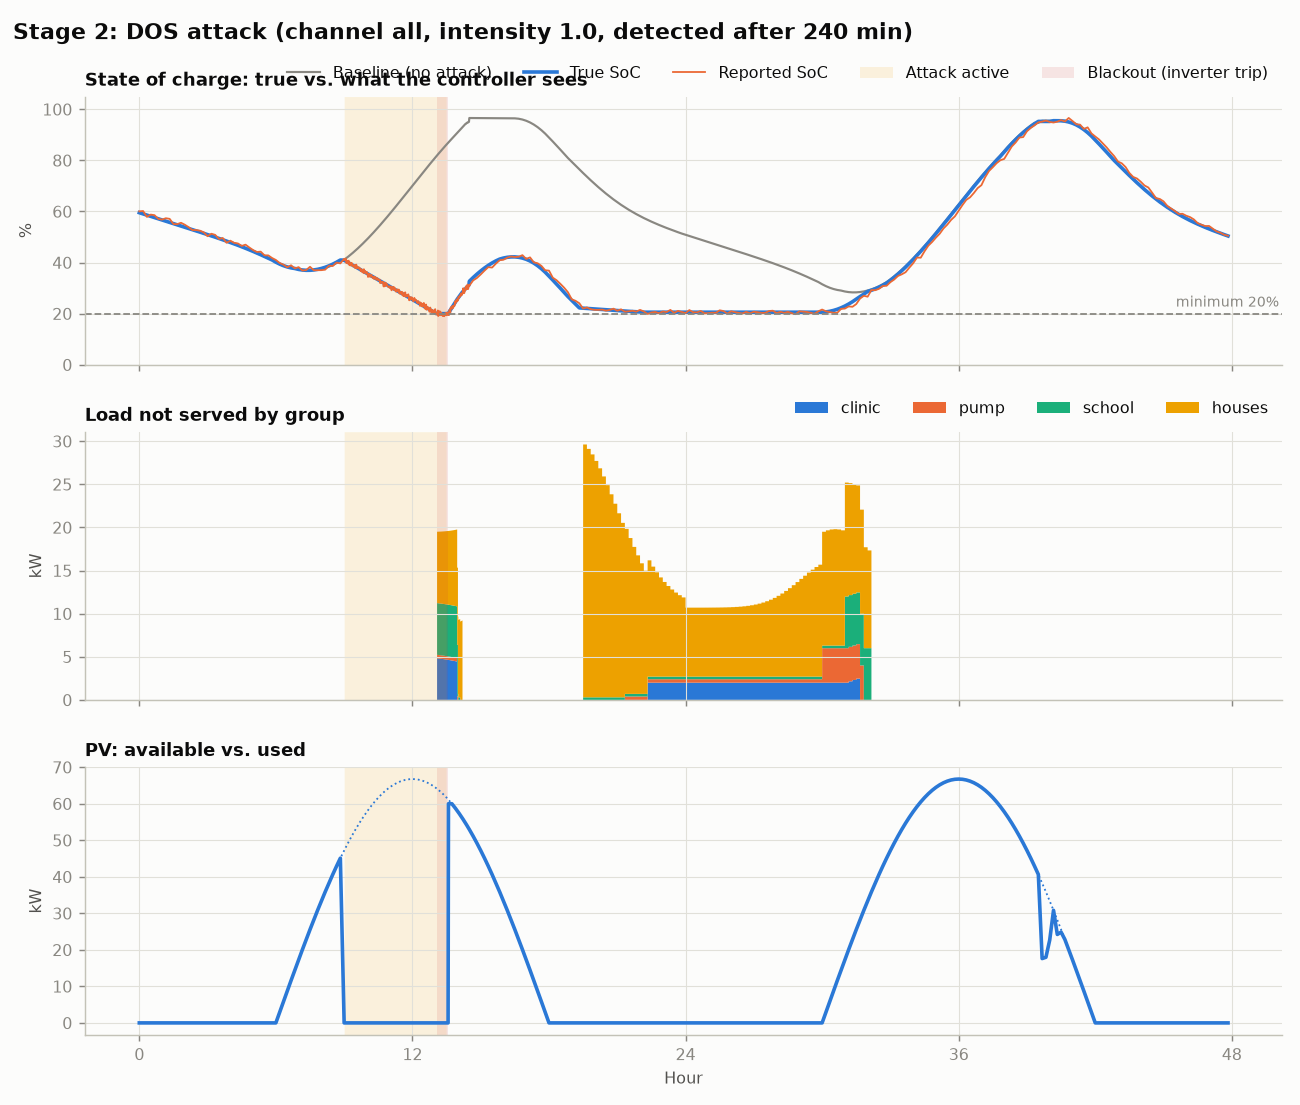 Stage 2: DOS attack (channel all, intensity 1.0, detected after 240 min)
Baseline (no attack) True SoC Reported SoC Attack active Blackout (inverter trip)
State of charge: true vs. what the controller sees
100
80
60
40
20
0
%
minimum 20%
Load not served by group
clinic pump school houses
30
25
20
15
10
5
0
kW
PV: available vs. used
70
60
50
40
30
20
10
0
kW
0 12 24 36 48
Hour